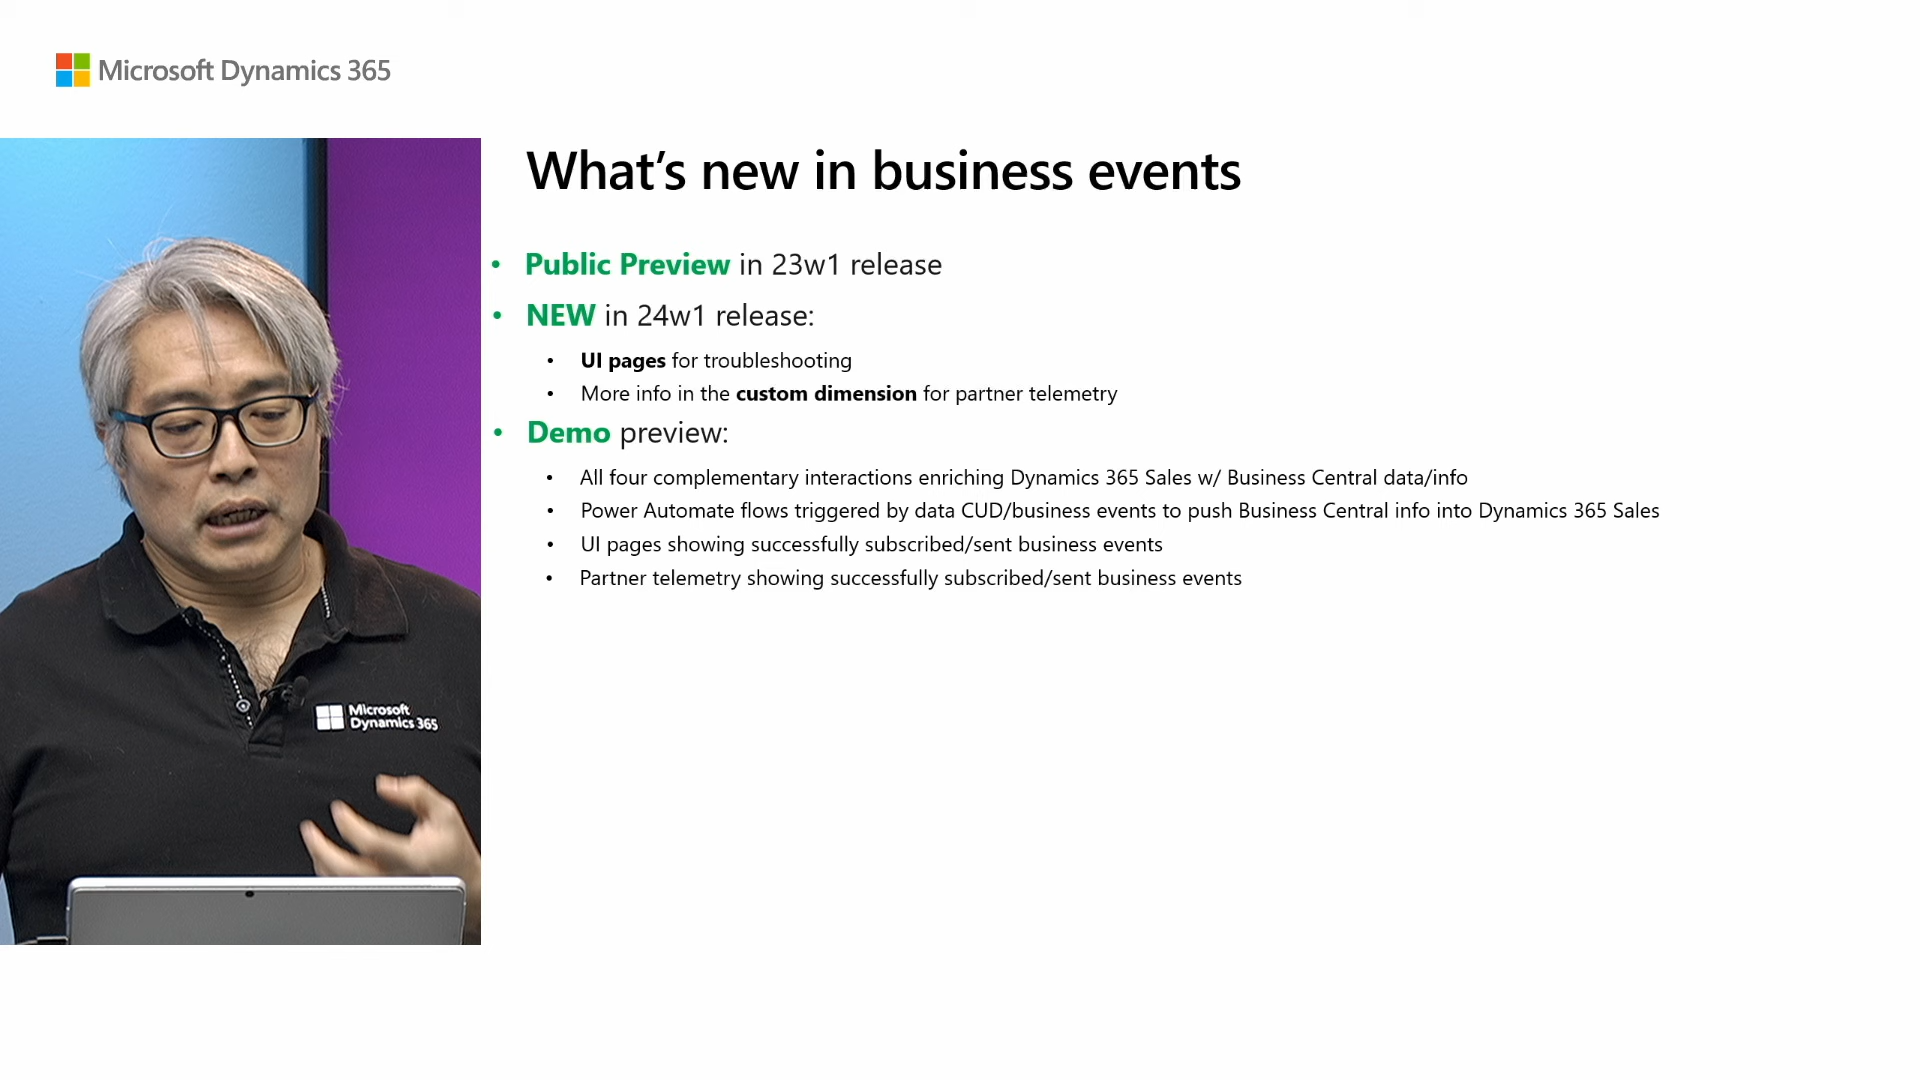 Microsoft Dynamics 365
What's new in business events
• Public Preview in 23w1 release
• NEW in 24w1 release:
• UI pages for troubleshooting
• More info in the custom dimension for partner telemetry
• Demo preview:
• All four complementary interactions enriching Dynamics 365 Sales w/ Business Central data/info
• Power Automate flows triggered by data CUD/business events to push Business Central info into Dynamics 365 Sales
• UI pages showing successfully subscribed/sent business events
• Partner telemetry showing successfully subscribed/sent business events
Microsoft
Dynamics 365